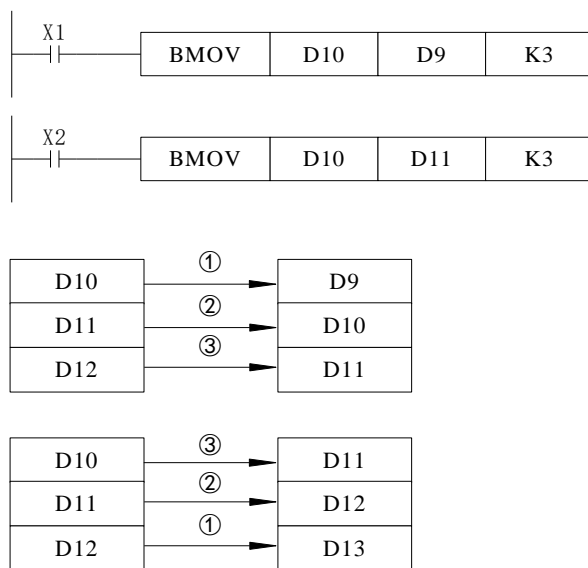 X1
BMOV D10 D9 K3
X2
BMOV D10 D11 K3
①
D10 D9
②
D11 D10
③
D12 D11
③
D10 D11
②
D11 D12
①
D12 D13